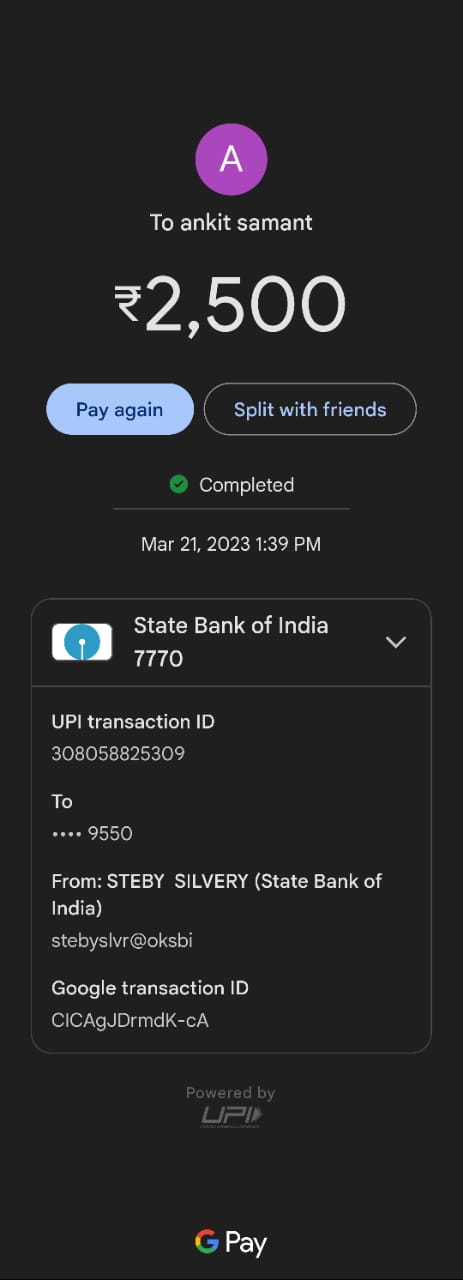 A
To ankit samant
₹2,500
Pay again
Split with friends
Completed
Mar 21, 2023 1:39 PM
State Bank of India
7770
UPI transaction ID
308058825309
To
•••• 9550
From: STEBY SILVERY (State Bank of
India)
stebyslvr@oksbi
Google transaction ID
CICAgJDrmdK-cA
Powered by
UPI
G Pay